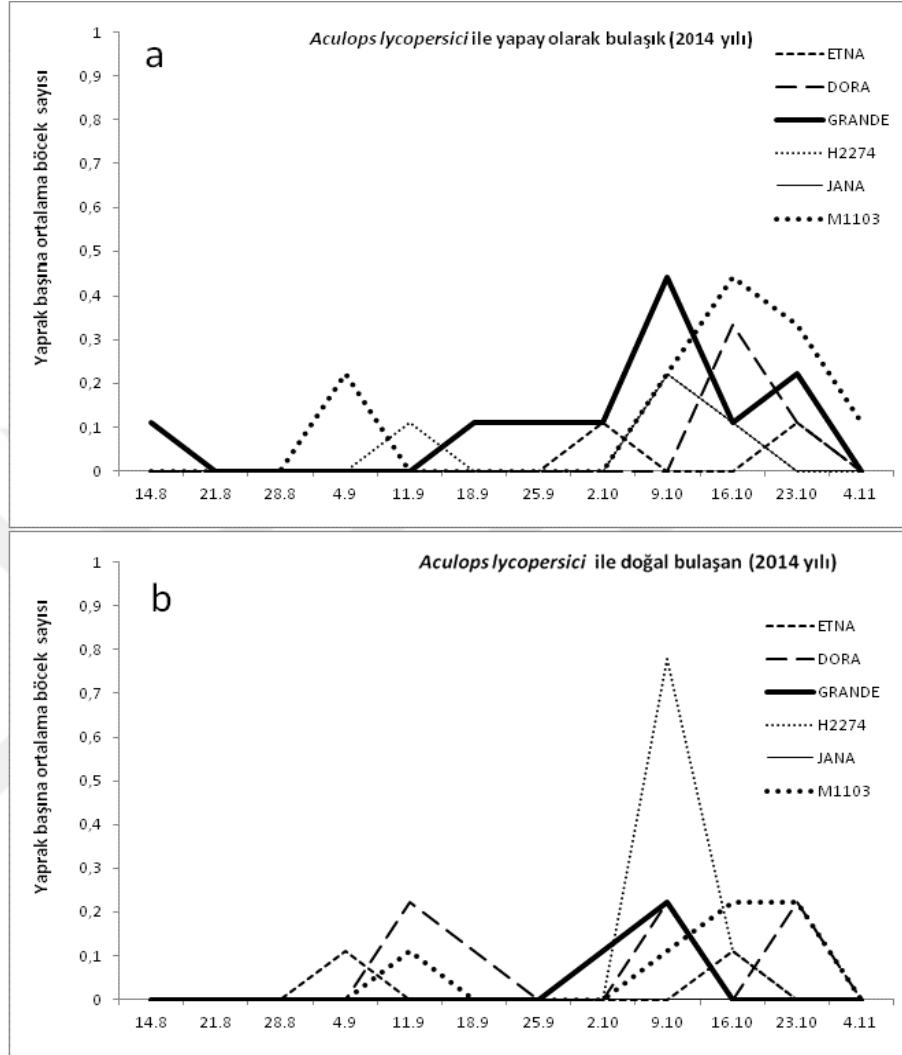 a
Aculops lycopersici ile yapay olarak bulaşık (2014 yılı)
Yaprak başına ortalama böcek sayısı
1
0,9
0,8
0,7
0,6
0,5
0,4
0,3
0,2
0,1
0
ETNA
DORA
GRANDE
H2274
JANA
M1103
14.8 21.8 28.8 4.9 11.9 18.9 25.9 2.10 9.10 16.10 23.10 4.11
b
Aculops lycopersici ile doğal bulaşan (2014 yılı)
Yaprak başına ortalama böcek sayısı
1
0,9
0,8
0,7
0,6
0,5
0,4
0,3
0,2
0,1
0
ETNA
DORA
GRANDE
H2274
JANA
M1103
14.8 21.8 28.8 4.9 11.9 18.9 25.9 2.10 9.10 16.10 23.10 4.11